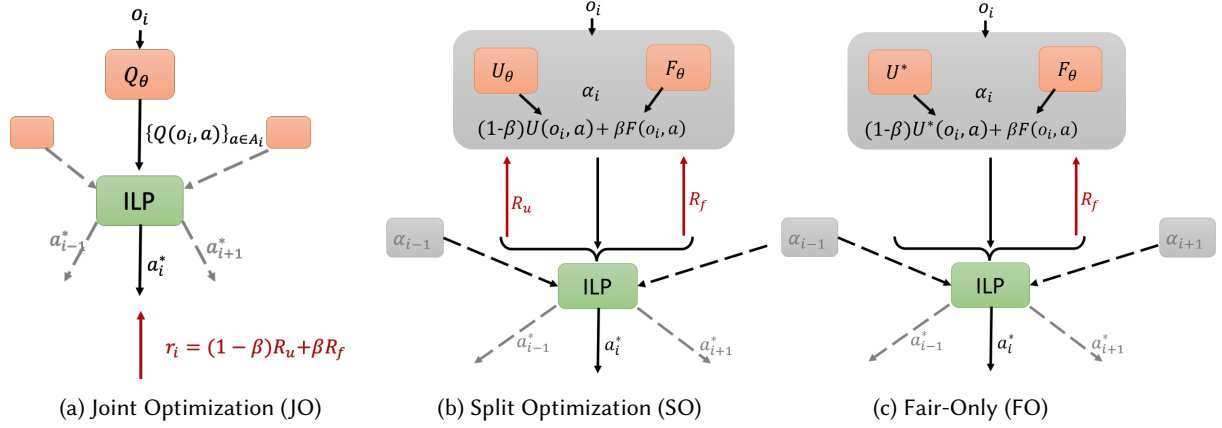 o_i
Q_θ
{Q(o_i, a)}_{a∈A_i}
ILP
a*_{i−1}
a*_{i+1}
a*_i
r_i = (1 − β)R_u+βR_f
(a) Joint Optimization (JO)
o_i
U_θ
F_θ
α_i
(1-β)U(o_i, a)+ βF(o_i, a)
R_u
R_f
α_{i−1}
ILP
a*_{i−1}
a*_i
a*_{i+1}
(b) Split Optimization (SO)
o_i
U*
F_θ
α_i
(1-β)U*(o_i, a)+ βF(o_i, a)
R_f
α_{i−1}
α_{i+1}
ILP
a*_{i−1}
a*_i
a*_{i+1}
(c) Fair-Only (FO)